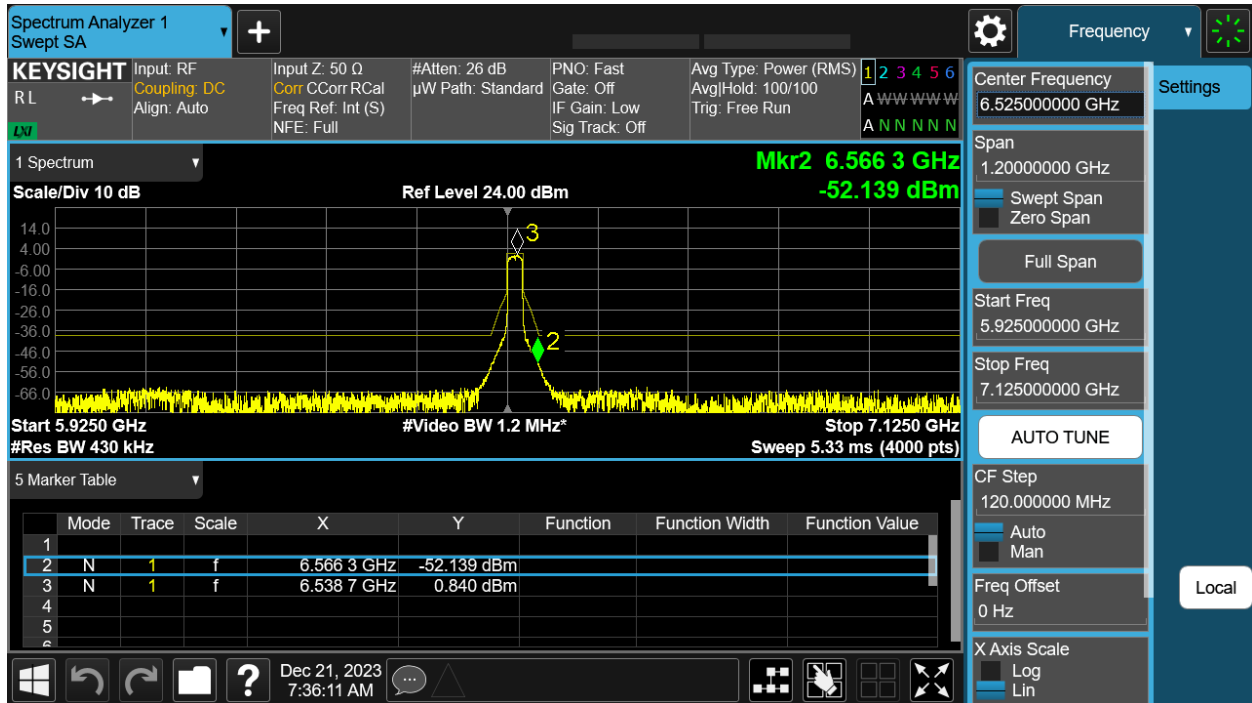 Spectrum Analyzer 1
Swept SA
+
Frequency
KEYSIGHT
RL
LXI
Input: RF
Coupling: DC
Align: Auto
Input Z: 50 Ω
Corr CCorr RCal
Freq Ref: Int (S)
NFE: Full
#Atten: 26 dB
µW Path: Standard
PNO: Fast
Gate: Off
IF Gain: Low
Sig Track: Off
Avg Type: Power (RMS)
Avg|Hold: 100/100
Trig: Free Run
1 2 3 4 5 6
A W W W W W
A N N N N N
1 Spectrum
Mkr2 6.566 3 GHz
-52.139 dBm
Scale/Div 10 dB
Ref Level 24.00 dBm
14.0
4.00
-6.00
-16.0
-26.0
-36.0
-46.0
-56.0
-66.0
3
2
Start 5.9250 GHz
#Video BW 1.2 MHz*
Stop 7.1250 GHz
#Res BW 430 kHz
Sweep 5.33 ms (4000 pts)
5 Marker Table
Mode Trace Scale X Y Function Function Width Function Value
1
2 N 1 f 6.566 3 GHz -52.139 dBm
3 N 1 f 6.538 7 GHz 0.840 dBm
4
5
6
?
Dec 21, 2023
7:36:11 AM
Center Frequency
6.525000000 GHz
Span
1.20000000 GHz
Swept Span
Zero Span
Full Span
Start Freq
5.925000000 GHz
Stop Freq
7.125000000 GHz
AUTO TUNE
CF Step
120.000000 MHz
Auto
Man
Freq Offset
0 Hz
X Axis Scale
Log
Lin
Settings
Local